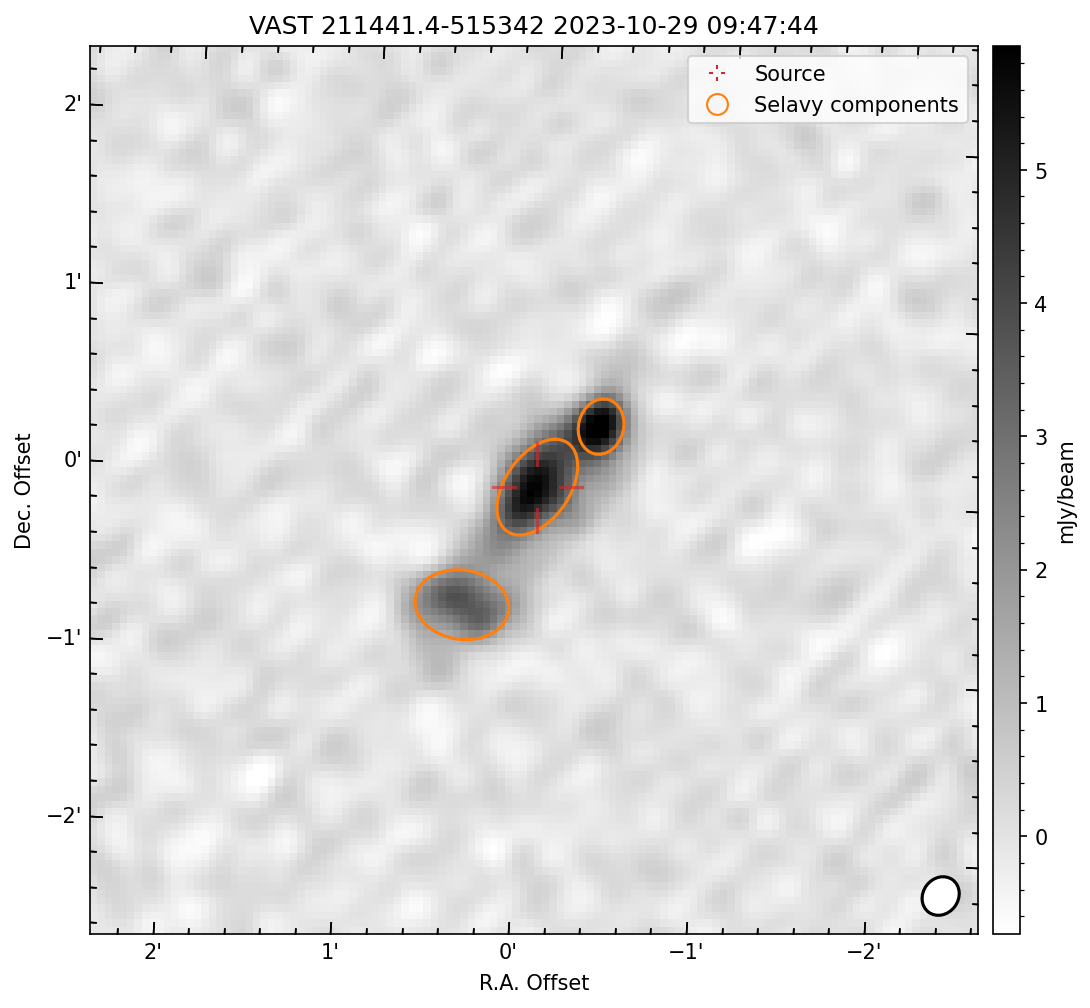 VAST 211441.4-515342 2023-10-29 09:47:44
Source
Selavy components
2'
1'
0'
−1'
−2'
Dec. Offset
2'
1'
0'
−1'
−2'
R.A. Offset
5
4
3
2
1
0
mJy/beam